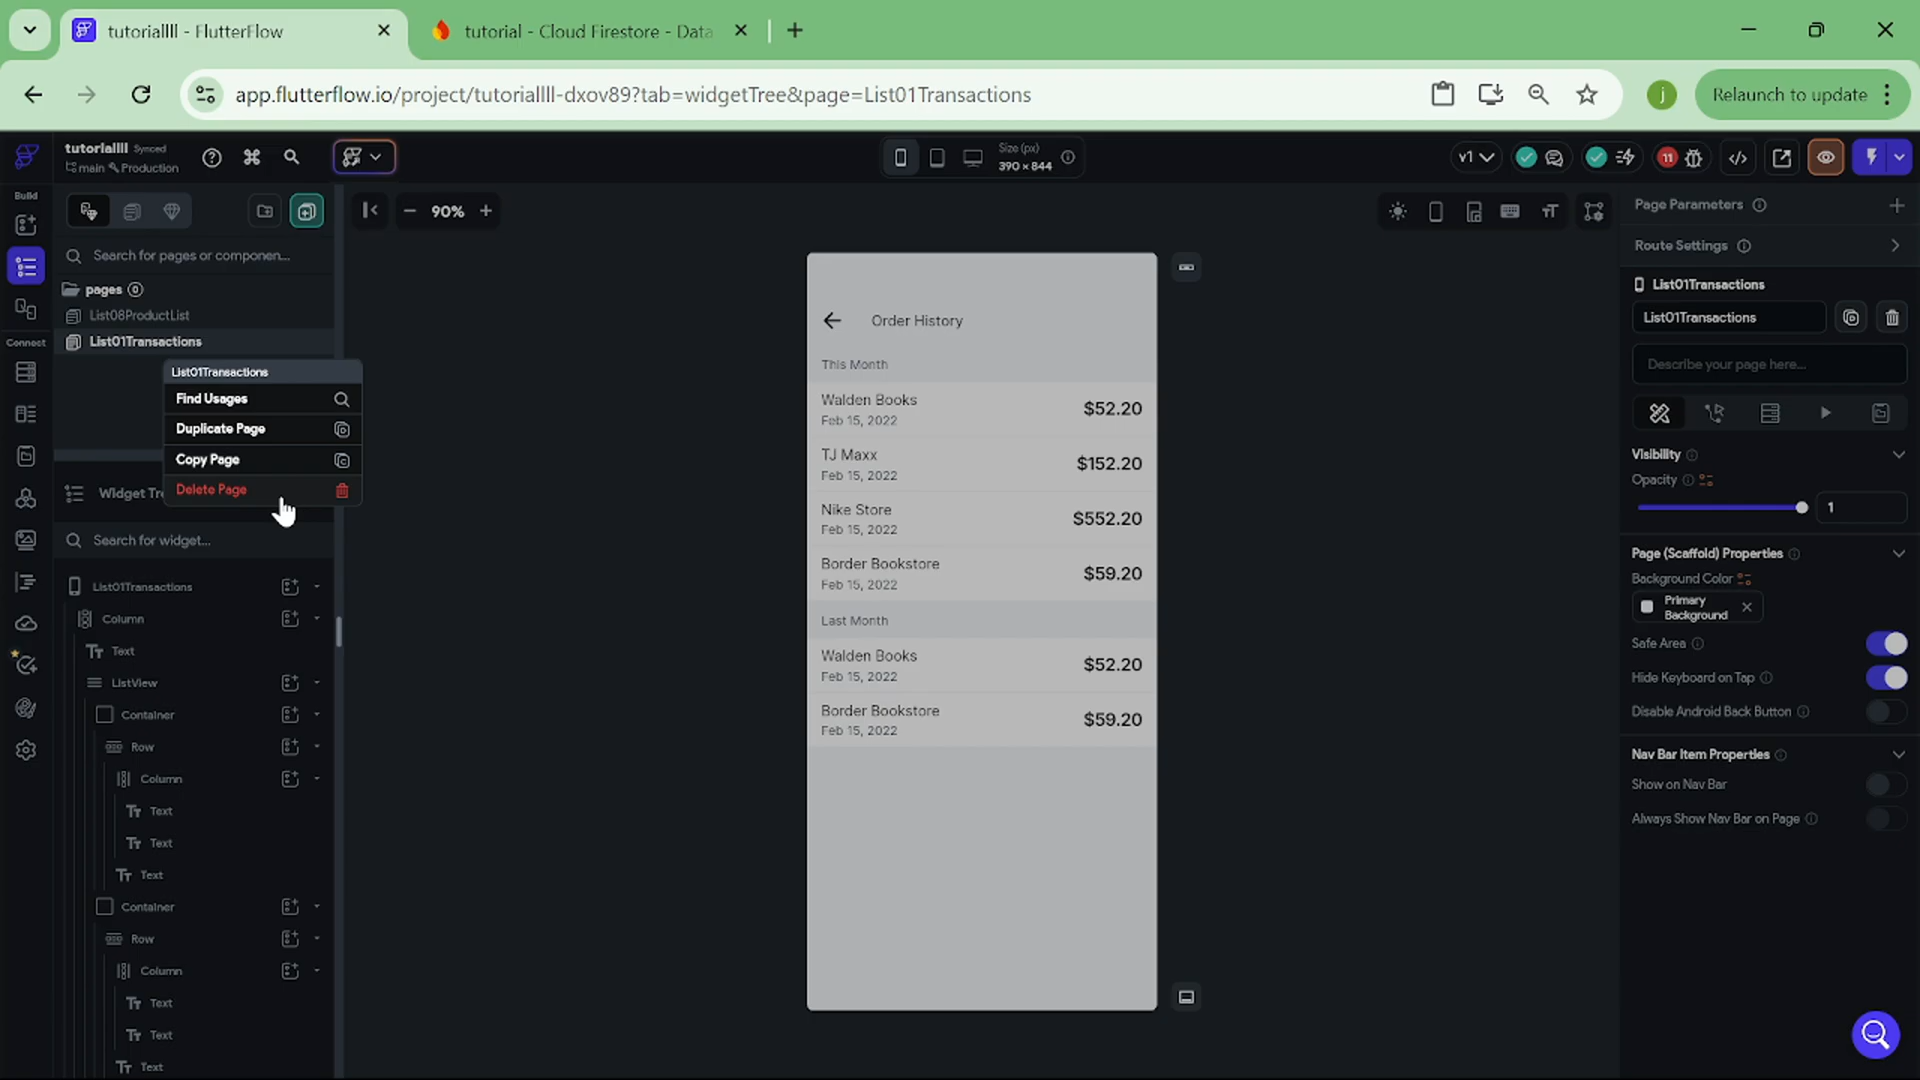 tutoriallll - FlutterFlow
tutorial - Cloud Firestore - Data
app.flutterflow.io/project/tutoriallll-dxov89?tab=widgetTree&page=List01Transactions
j
Relaunch to update
tutoriallll Synced
main Production
Size (px)
390 × 844
v1
11
Build
Connect
90%
Search for pages or componen...
pages 0
List08ProductList
List01Transactions
List01Transactions
Find Usages
Duplicate Page
Copy Page
Delete Page
Widget Tre
Search for widget...
List01Transactions
Column
Text
ListView
Container
Row
Column
Text
Text
Text
Container
Row
Column
Text
Text
Text
Order History
This Month
Walden Books
Feb 15, 2022
$52.20
TJ Maxx
Feb 15, 2022
$152.20
Nike Store
Feb 15, 2022
$552.20
Border Bookstore
Feb 15, 2022
$59.20
Last Month
Walden Books
Feb 15, 2022
$52.20
Border Bookstore
Feb 15, 2022
$59.20
Page Parameters
Route Settings
List01Transactions
List01Transactions
Describe your page here...
Visibility
Opacity
1
Page (Scaffold) Properties
Background Color
Primary
Background
Safe Area
Hide Keyboard on Tap
Disable Android Back Button
Nav Bar Item Properties
Show on Nav Bar
Always Show Nav Bar on Page